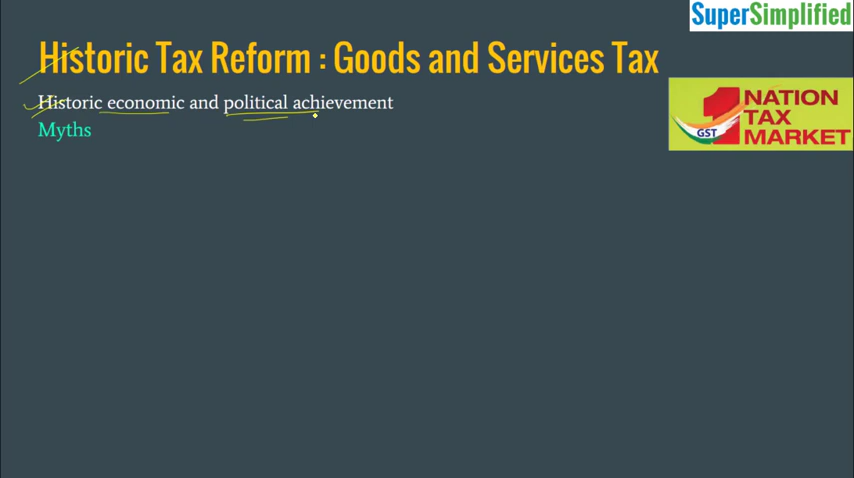 SuperSimplified
Historic Tax Reform : Goods and Services Tax
Historic economic and political achievement
Myths
1 NATION
TAX
MARKET
GST